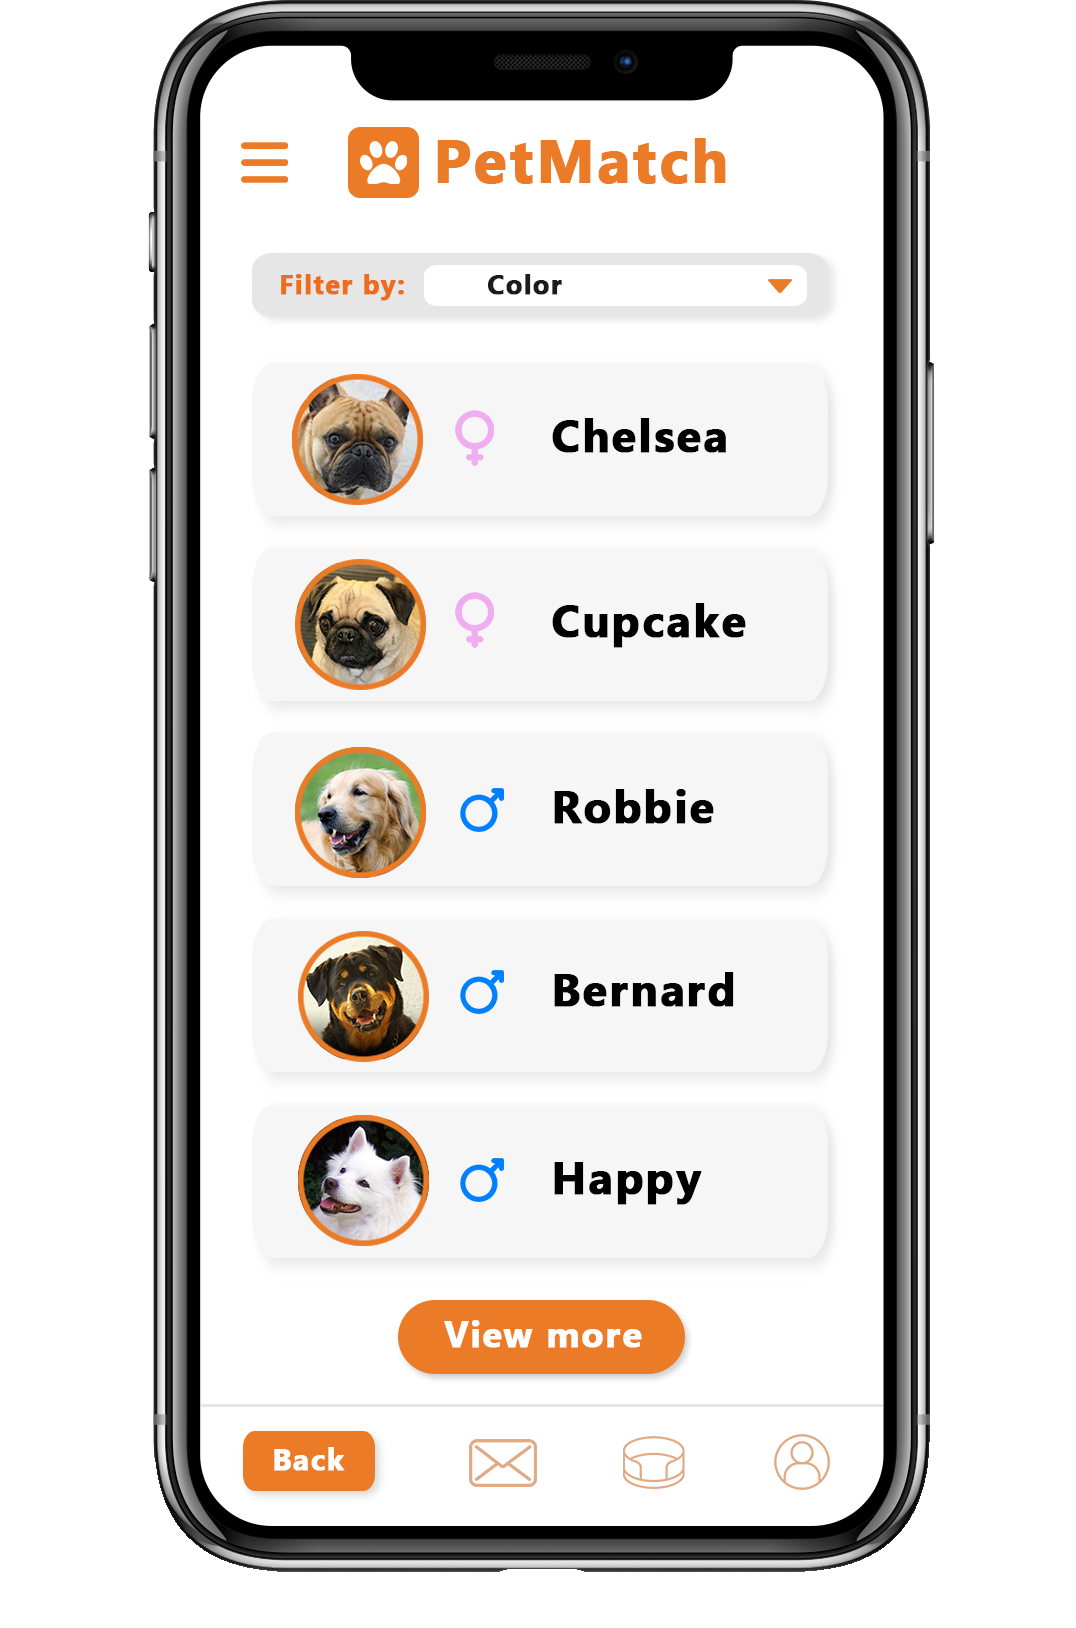 PetMatch
Filter by: Color
Chelsea
Cupcake
Robbie
Bernard
Happy
View more
Back